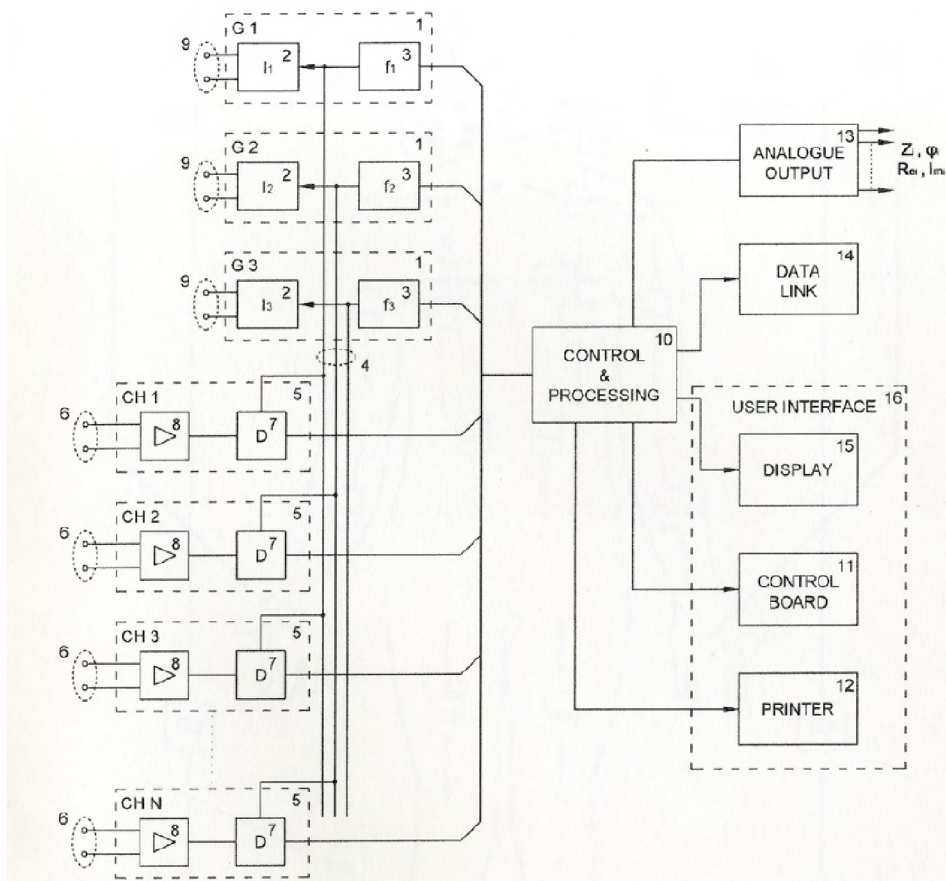 G 1 1
9 I₁ 2 f₁ 3
G 2 1
9 I₂ 2 f₂ 3
G 3 1
9 I₃ 2 f₃ 3
4
CH 1 5
6 8 D 7
CH 2 5
6 8 D 7
CH 3 5
6 8 D 7
CH N 5
6 8 D 7
CONTROL 10
&
PROCESSING
ANALOGUE 13
OUTPUT
Zᵢ , φᵢ
DATA 14
LINK
USER INTERFACE 16
DISPLAY 15
CONTROL 11
BOARD
PRINTER 12